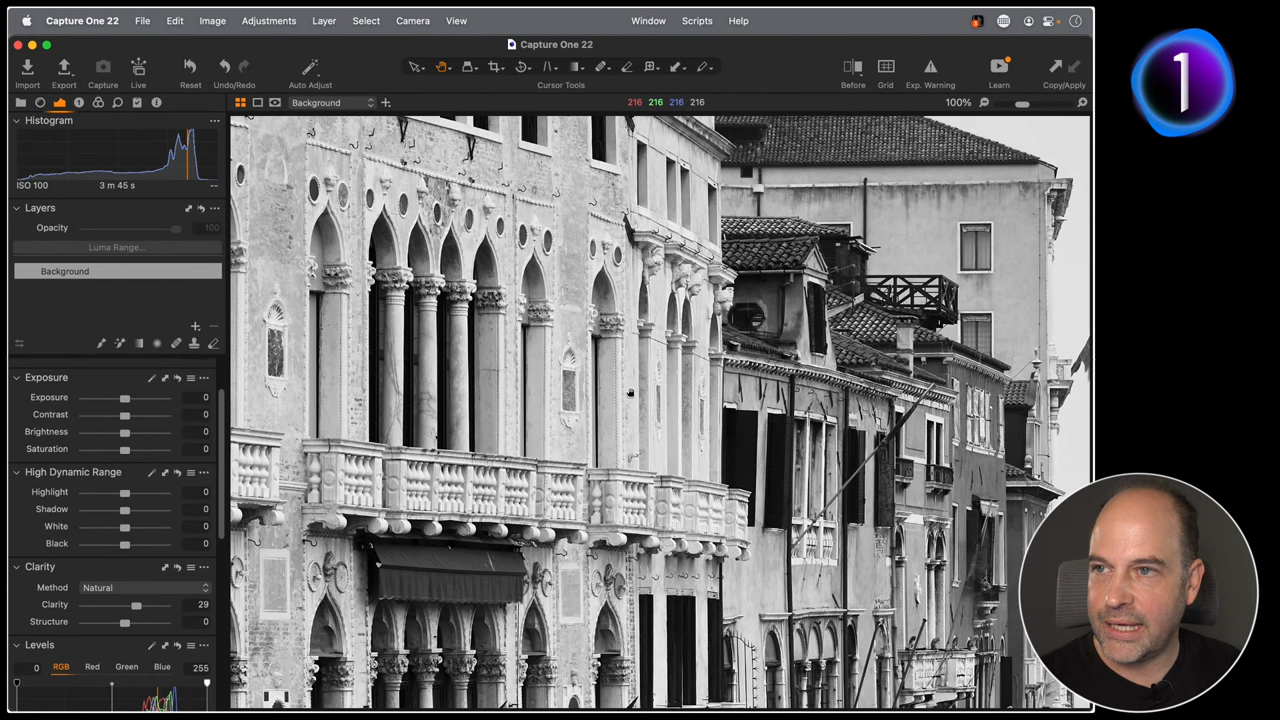 Capture One 22 File Edit Image Adjustments Layer Select Camera View Window Scripts Help
Capture One 22
Import Export Capture Live Reset Undo/Redo Auto Adjust Cursor Tools Before Grid Exp. Warning Learn Copy/Apply
Background 216 216 216 216 100%
Histogram
ISO 100 3 m 45 s --
Layers
Opacity 100
Luma Range...
Background
Exposure
Exposure 0
Contrast 0
Brightness 0
Saturation 0
High Dynamic Range
Highlight 0
Shadow 0
White 0
Black 0
Clarity
Method Natural
Clarity 29
Structure 0
Levels
0 RGB Red Green Blue 255
1